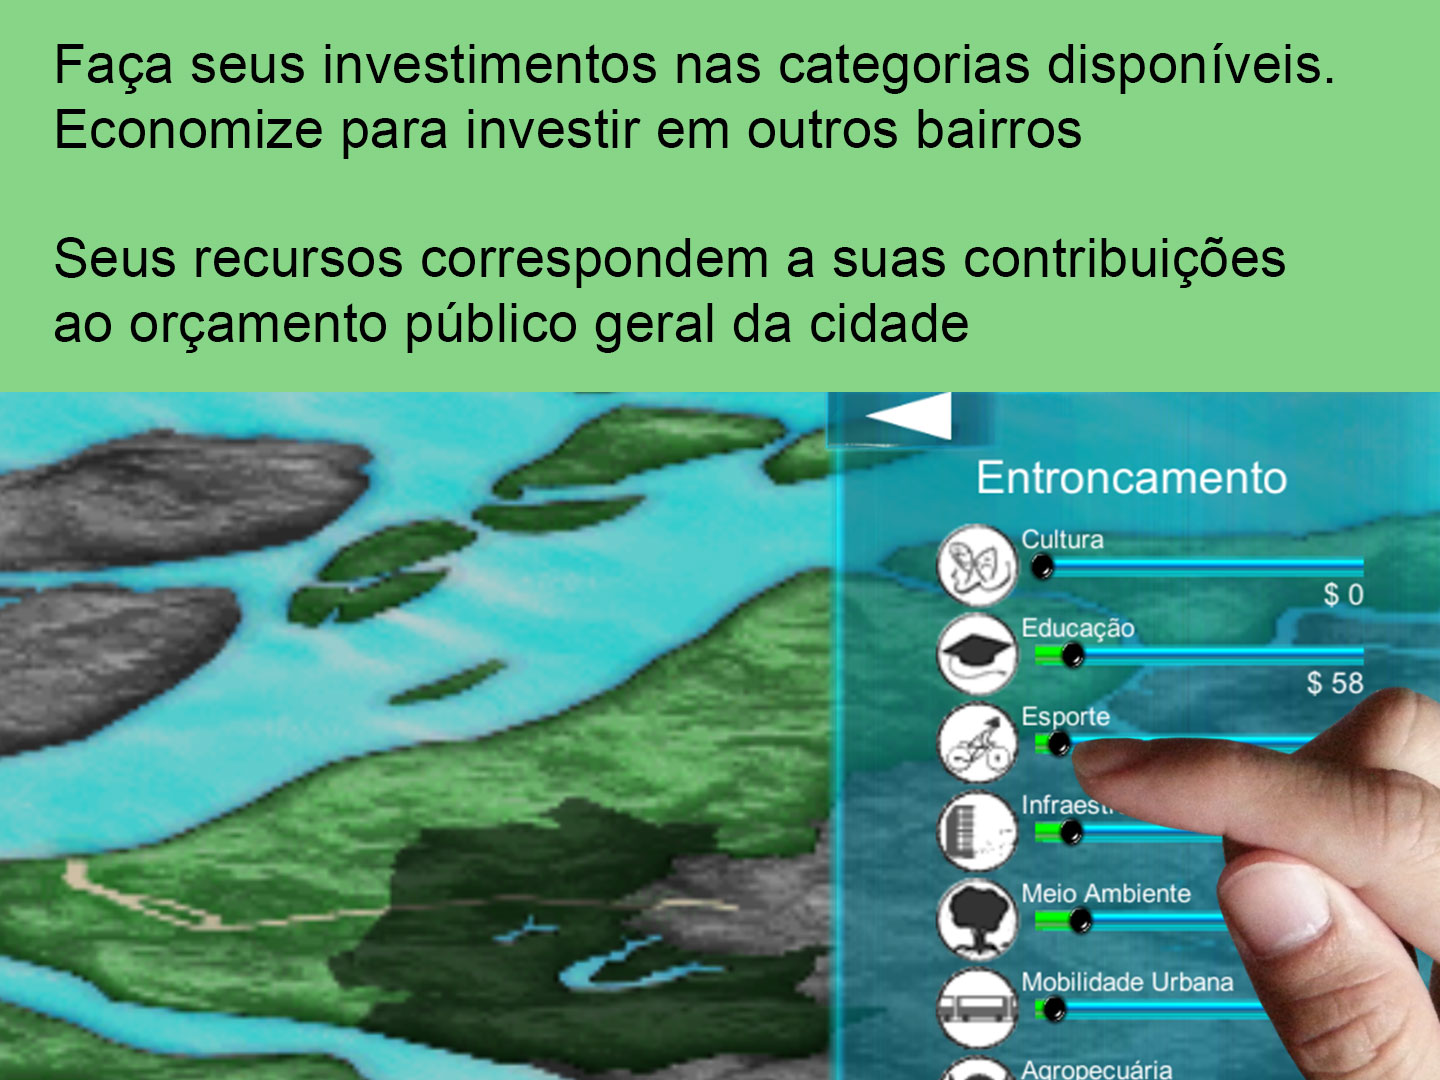 Faça seus investimentos nas categorias disponíveis.
Economize para investir em outros bairros
Seus recursos correspondem a suas contribuições
ao orçamento público geral da cidade
Entroncamento
Cultura
$ 0
Educação
$ 58
Esporte
Infraest
Meio Ambiente
Mobilidade Urbana
Agropecuária